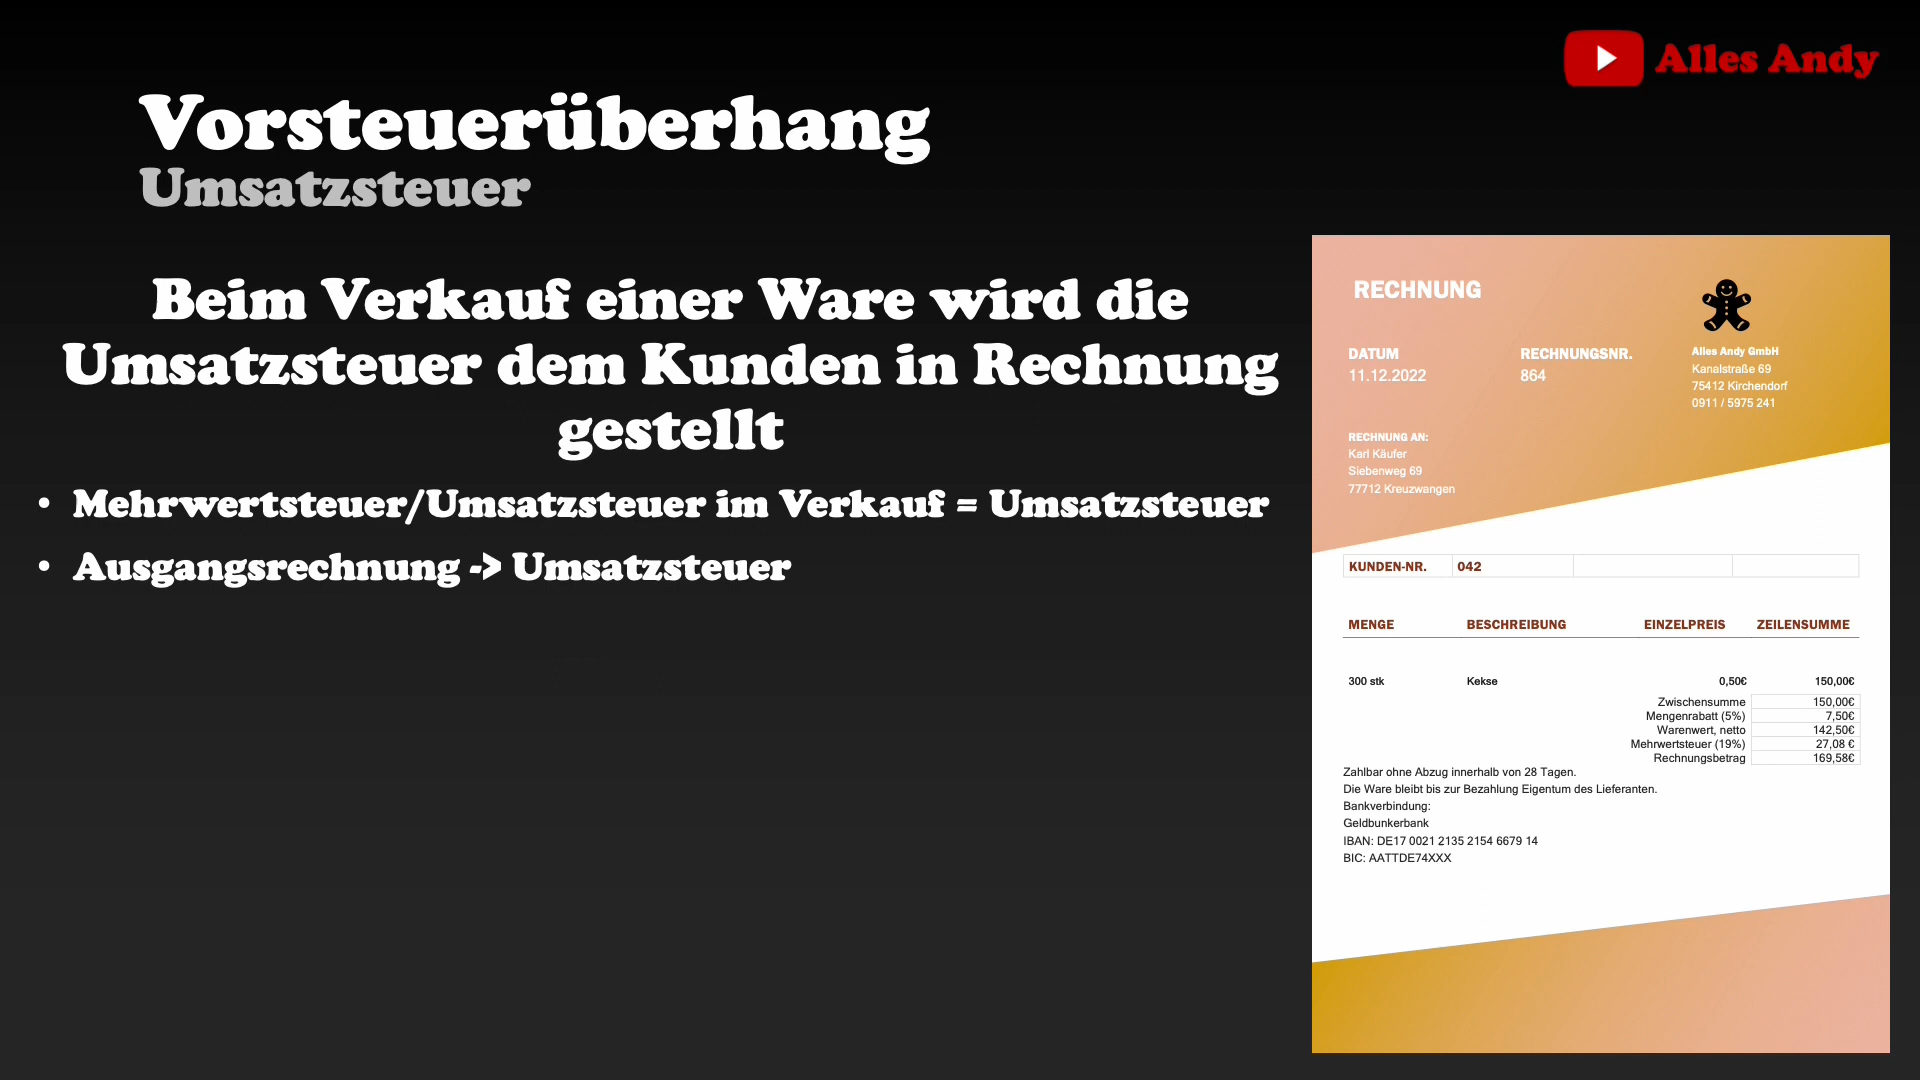 Alles Andy
Vorsteuerüberhang
Umsatzsteuer
Beim Verkauf einer Ware wird die
Umsatzsteuer dem Kunden in Rechnung
gestellt
• Mehrwertsteuer/Umsatzsteuer im Verkauf = Umsatzsteuer
• Ausgangsrechnung -> Umsatzsteuer
RECHNUNG
DATUM RECHNUNGSNR. Alles Andy GmbH
11.12.2022 864 Kanalstraße 69
75412 Kirchendorf
0911 / 5975 241
RECHNUNG AN:
Karl Käufer
Siebenweg 69
77712 Kreuzwangen
KUNDEN-NR. 042
MENGE BESCHREIBUNG EINZELPREIS ZEILENSUMME
300 stk Kekse 0,50€ 150,00€
Zwischensumme 150,00€
Mengenrabatt (5%) 7,50€
Warenwert, netto 142,50€
Mehrwertsteuer (19%) 27,08 €
Rechnungsbetrag 169,58€
Zahlbar ohne Abzug innerhalb von 28 Tagen.
Die Ware bleibt bis zur Bezahlung Eigentum des Lieferanten.
Bankverbindung:
Geldbunkerbank
IBAN: DE17 0021 2135 2154 6679 14
BIC: AATTDE74XXX